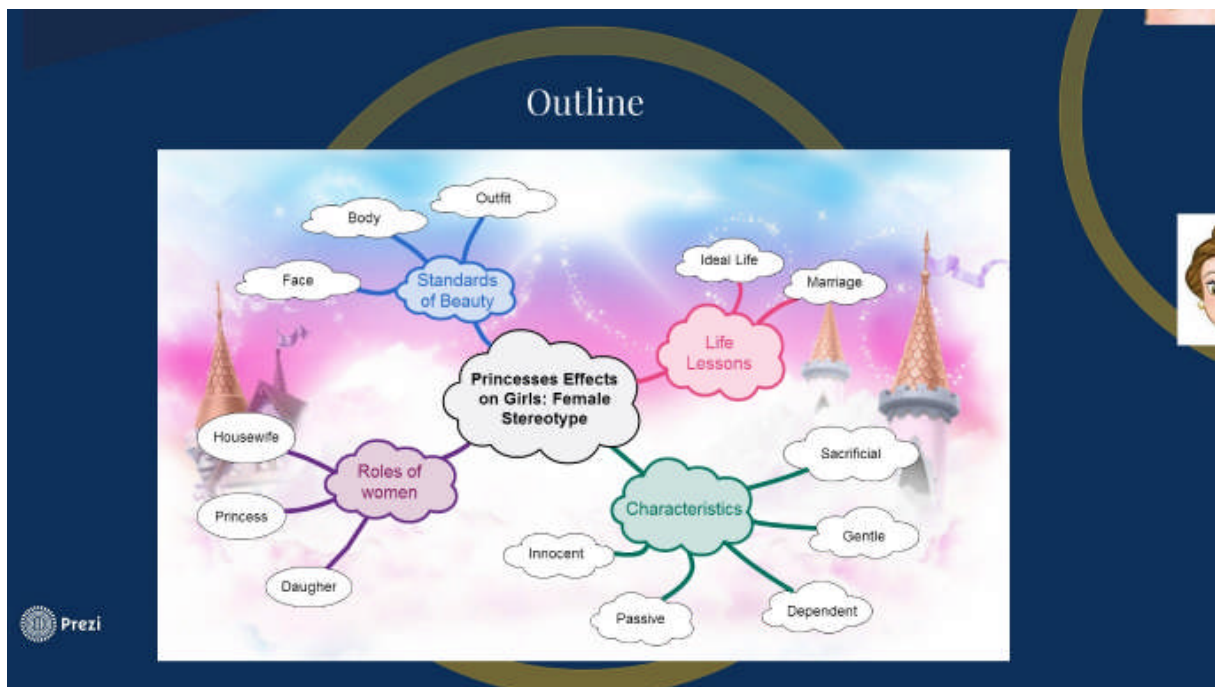 Outline
Outfit
Body
Face
Standards
of Beauty
Ideal Life
Marriage
Life
Lessons
Princesses Effects
on Girls: Female
Stereotype
Housewife
Princess
Daugher
Roles of
women
Characteristics
Sacrificial
Gentle
Dependent
Passive
Innocent
Prezi